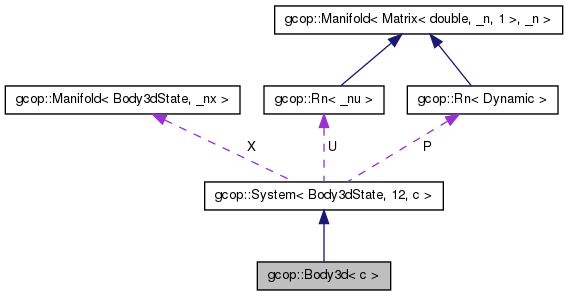 gcop::Manifold< Matrix< double, _n, 1 >, _n >
gcop::Manifold< Body3dState, _nx >
gcop::Rn< _nu >
gcop::Rn< Dynamic >
X
U
P
gcop::System< Body3dState, 12, c >
gcop::Body3d< c >